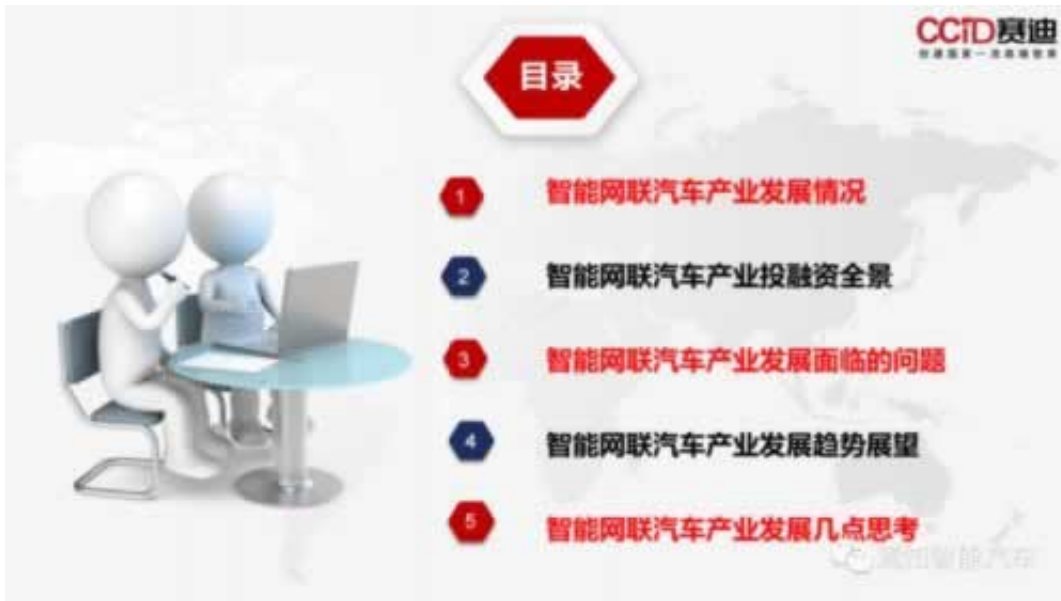 CCID赛迪
目录
1 智能网联汽车产业发展情况
2 智能网联汽车产业投融资全景
3 智能网联汽车产业发展面临的问题
4 智能网联汽车产业发展趋势展望
5 智能网联汽车产业发展几点思考
智能汽车